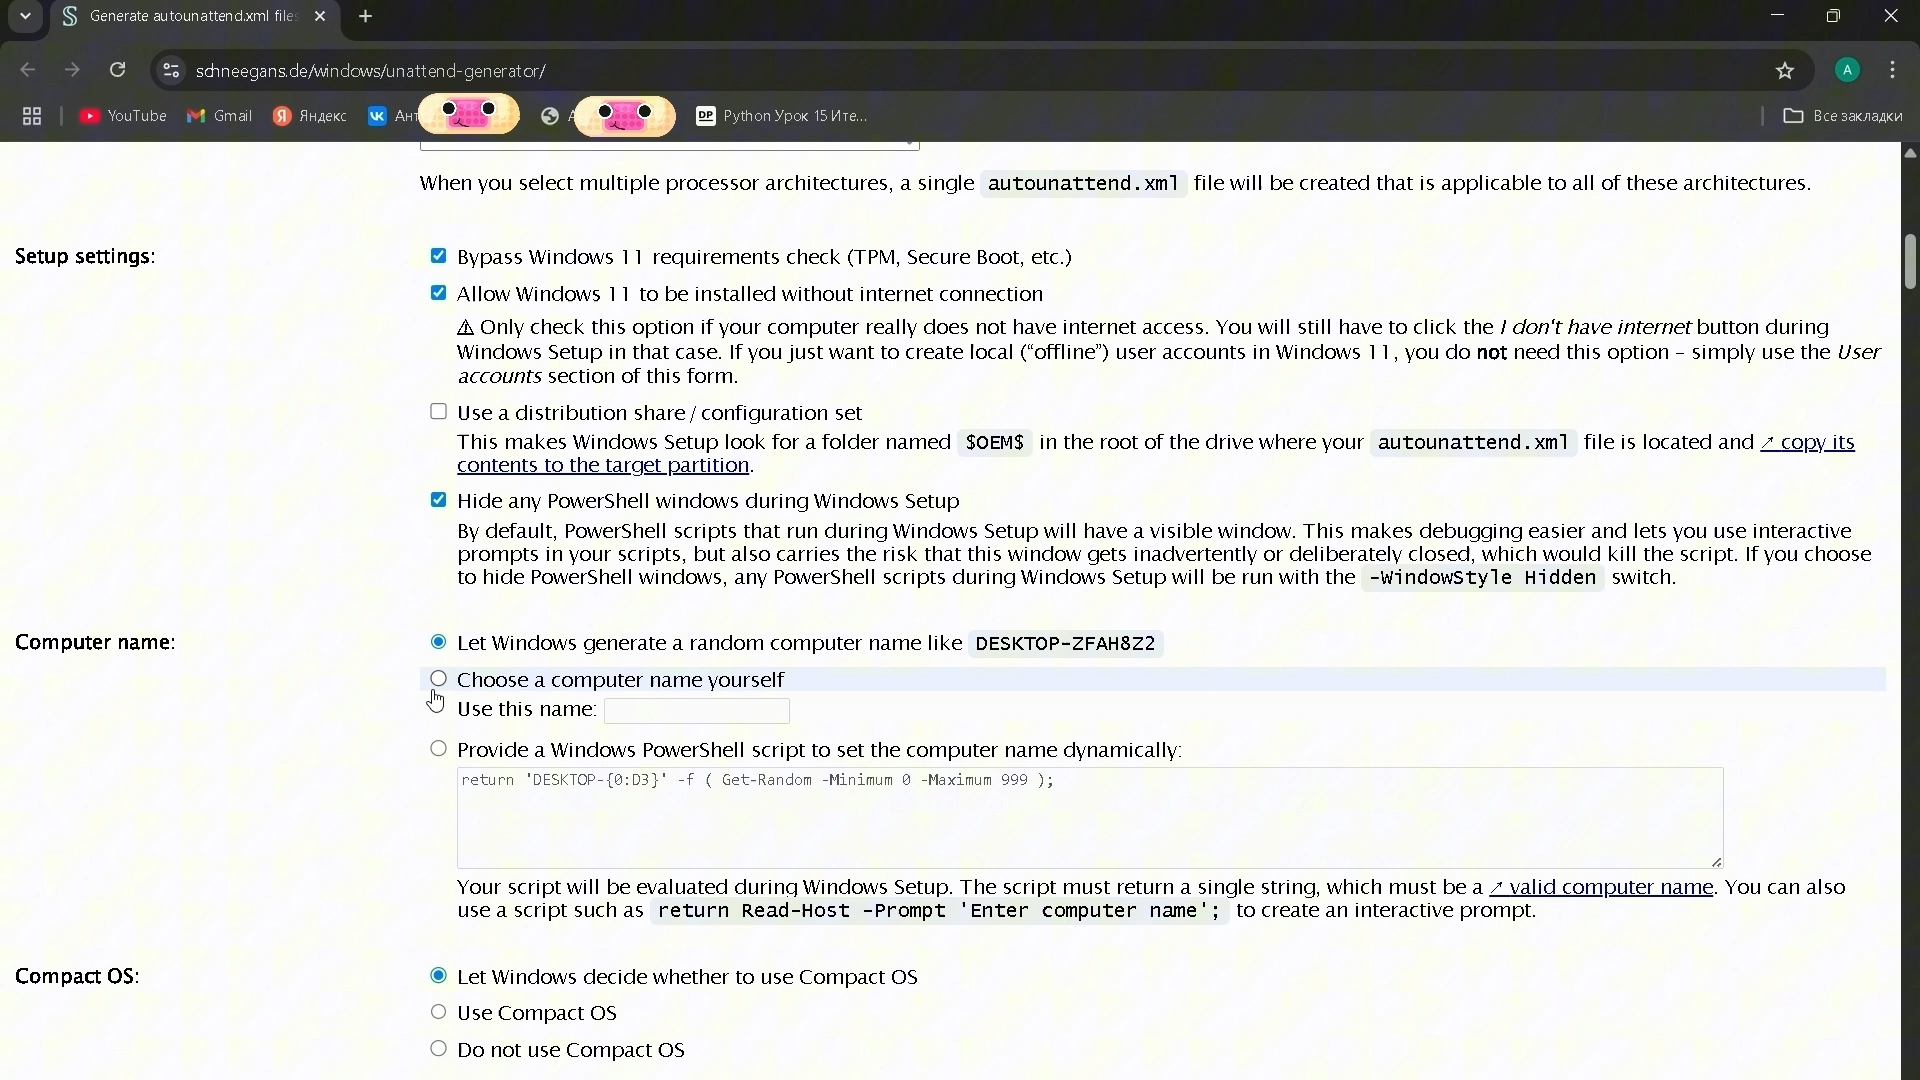 Generate autounattend.xml files
schneegans.de/windows/unattend-generator/
A
YouTube
Gmail
Яндекс
Python Урок 15 Ите...
Все закладки
When you select multiple processor architectures, a single autounattend.xml file will be created that is applicable to all of these architectures.
Setup settings:
Bypass Windows 11 requirements check (TPM, Secure Boot, etc.)
Allow Windows 11 to be installed without internet connection
⚠ Only check this option if your computer really does not have internet access. You will still have to click the I don't have internet button during
Windows Setup in that case. If you just want to create local (“offline”) user accounts in Windows 11, you do not need this option – simply use the User
accounts section of this form.
Use a distribution share / configuration set
This makes Windows Setup look for a folder named $OEM$ in the root of the drive where your autounattend.xml file is located and ↗ copy its
contents to the target partition.
Hide any PowerShell windows during Windows Setup
By default, PowerShell scripts that run during Windows Setup will have a visible window. This makes debugging easier and lets you use interactive
prompts in your scripts, but also carries the risk that this window gets inadvertently or deliberately closed, which would kill the script. If you choose
to hide PowerShell windows, any PowerShell scripts during Windows Setup will be run with the -WindowStyle Hidden switch.
Computer name:
Let Windows generate a random computer name like DESKTOP-ZFAH8Z2
Choose a computer name yourself
Use this name:
Provide a Windows PowerShell script to set the computer name dynamically:
return 'DESKTOP-{0:D3}' -f ( Get-Random -Minimum 0 -Maximum 999 );
Your script will be evaluated during Windows Setup. The script must return a single string, which must be a ↗ valid computer name. You can also
use a script such as return Read-Host -Prompt 'Enter computer name'; to create an interactive prompt.
Compact OS:
Let Windows decide whether to use Compact OS
Use Compact OS
Do not use Compact OS